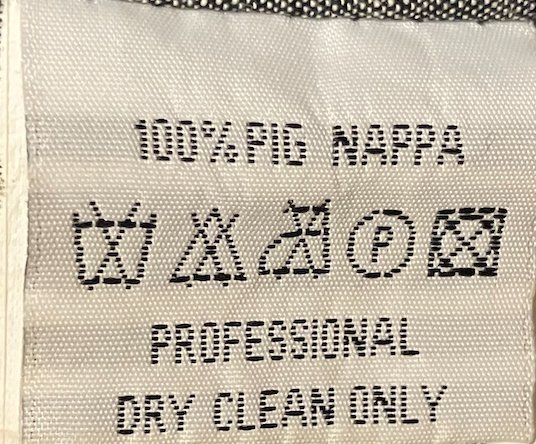 100% PIG NAPPA
P
PROFESSIONAL
DRY CLEAN ONLY